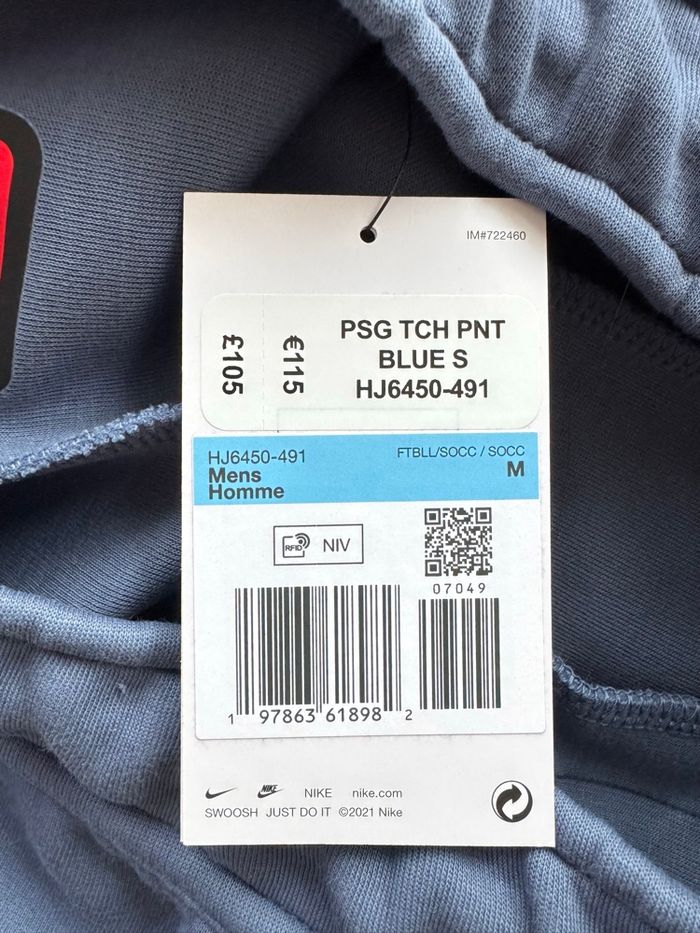 IM#722460
£105
€115
PSG TCH PNT
BLUE S
HJ6450-491
HJ6450-491
FTBLL/SOCC / SOCC
Mens
M
Homme
RFID
NIV
07049
1 97863 61898 2
NIKE
NIKE nike.com
SWOOSH JUST DO IT ©2021 Nike